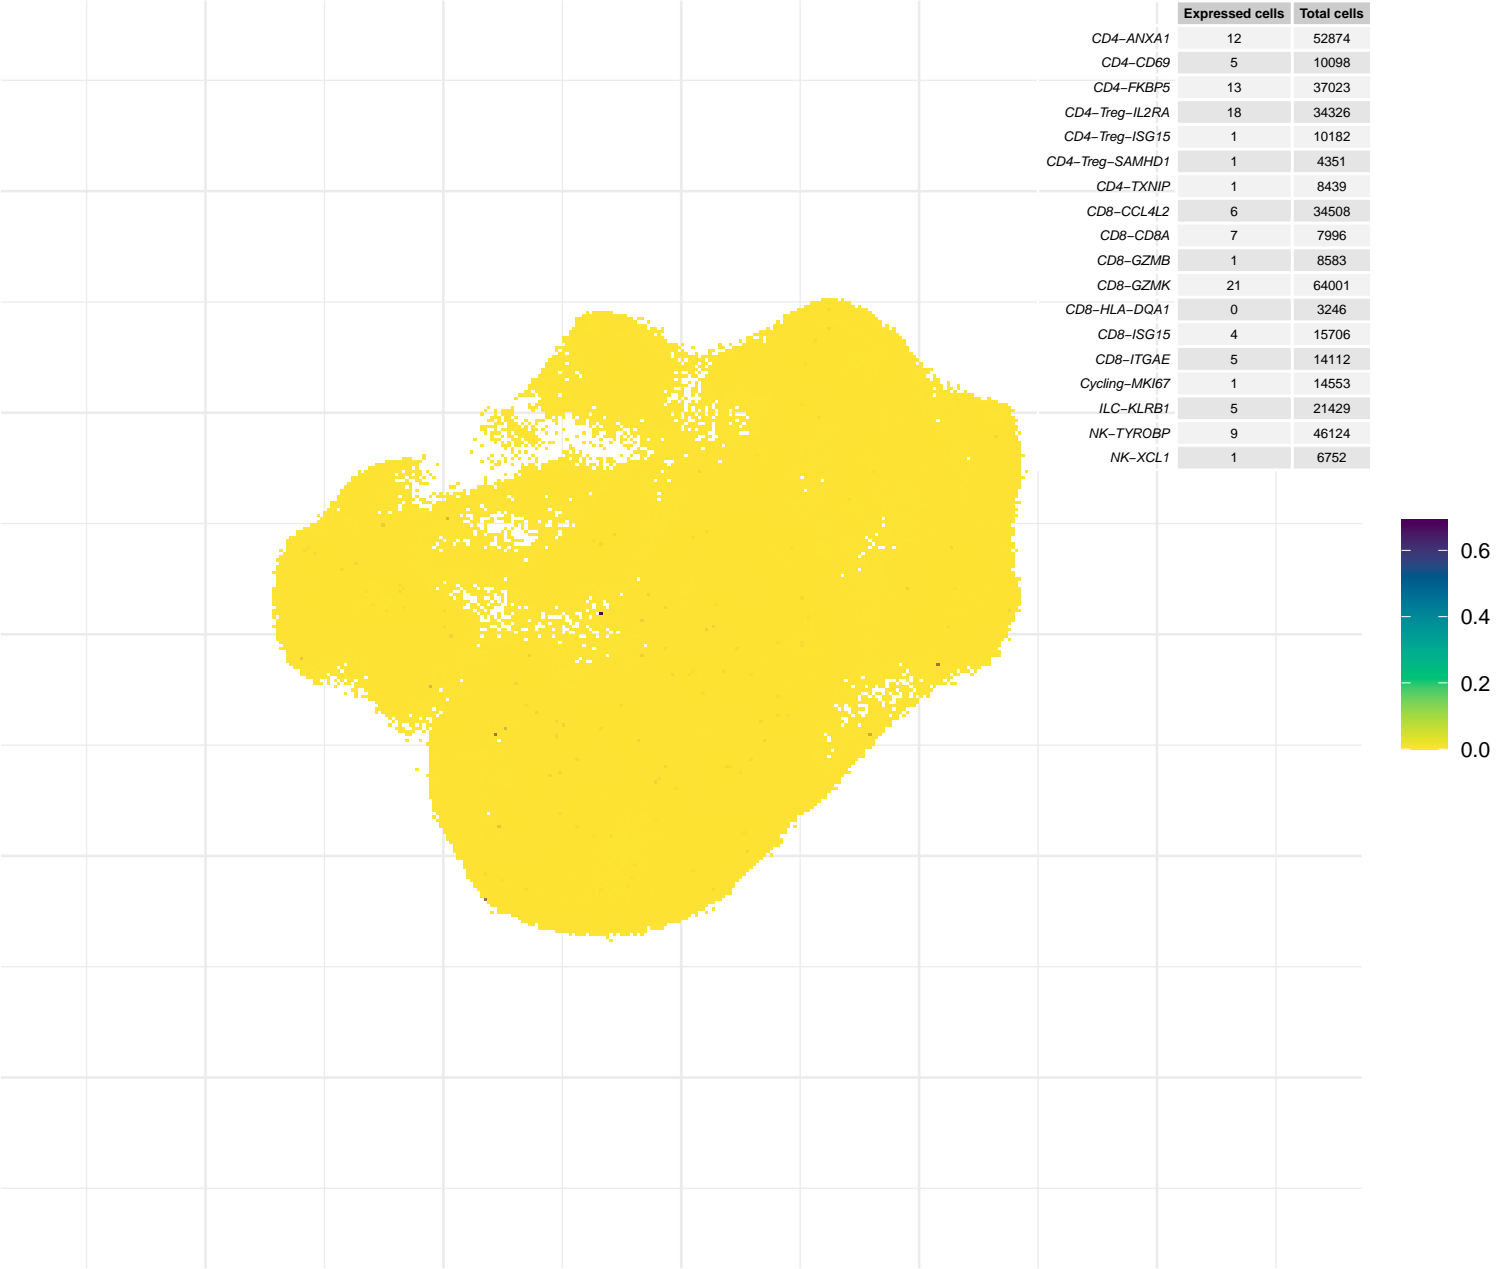 Expressed cells Total cells
CD4−ANXA1 12 52874
CD4−CD69 5 10098
CD4−FKBP5 13 37023
CD4−Treg−IL2RA 18 34326
CD4−Treg−ISG15 1 10182
CD4−Treg−SAMHD1 1 4351
CD4−TXNIP 1 8439
CD8−CCL4L2 6 34508
CD8−CD8A 7 7996
CD8−GZMB 1 8583
CD8−GZMK 21 64001
CD8−HLA−DQA1 0 3246
CD8−ISG15 4 15706
CD8−ITGAE 5 14112
Cycling−MKI67 1 14553
ILC−KLRB1 5 21429
NK−TYROBP 9 46124
NK−XCL1 1 6752
0.6
0.4
0.2
0.0